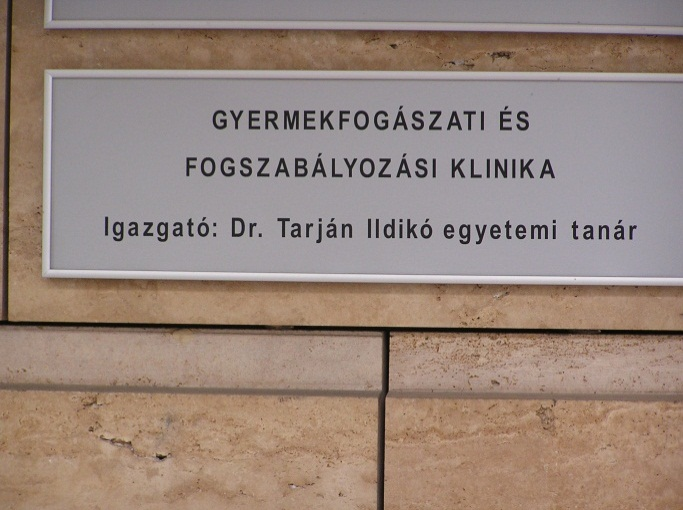 GYERMEKFOGÁSZATI ÉS
FOGSZABÁLYOZÁSI KLINIKA
Igazgató: Dr. Tarján Ildikó egyetemi tanár